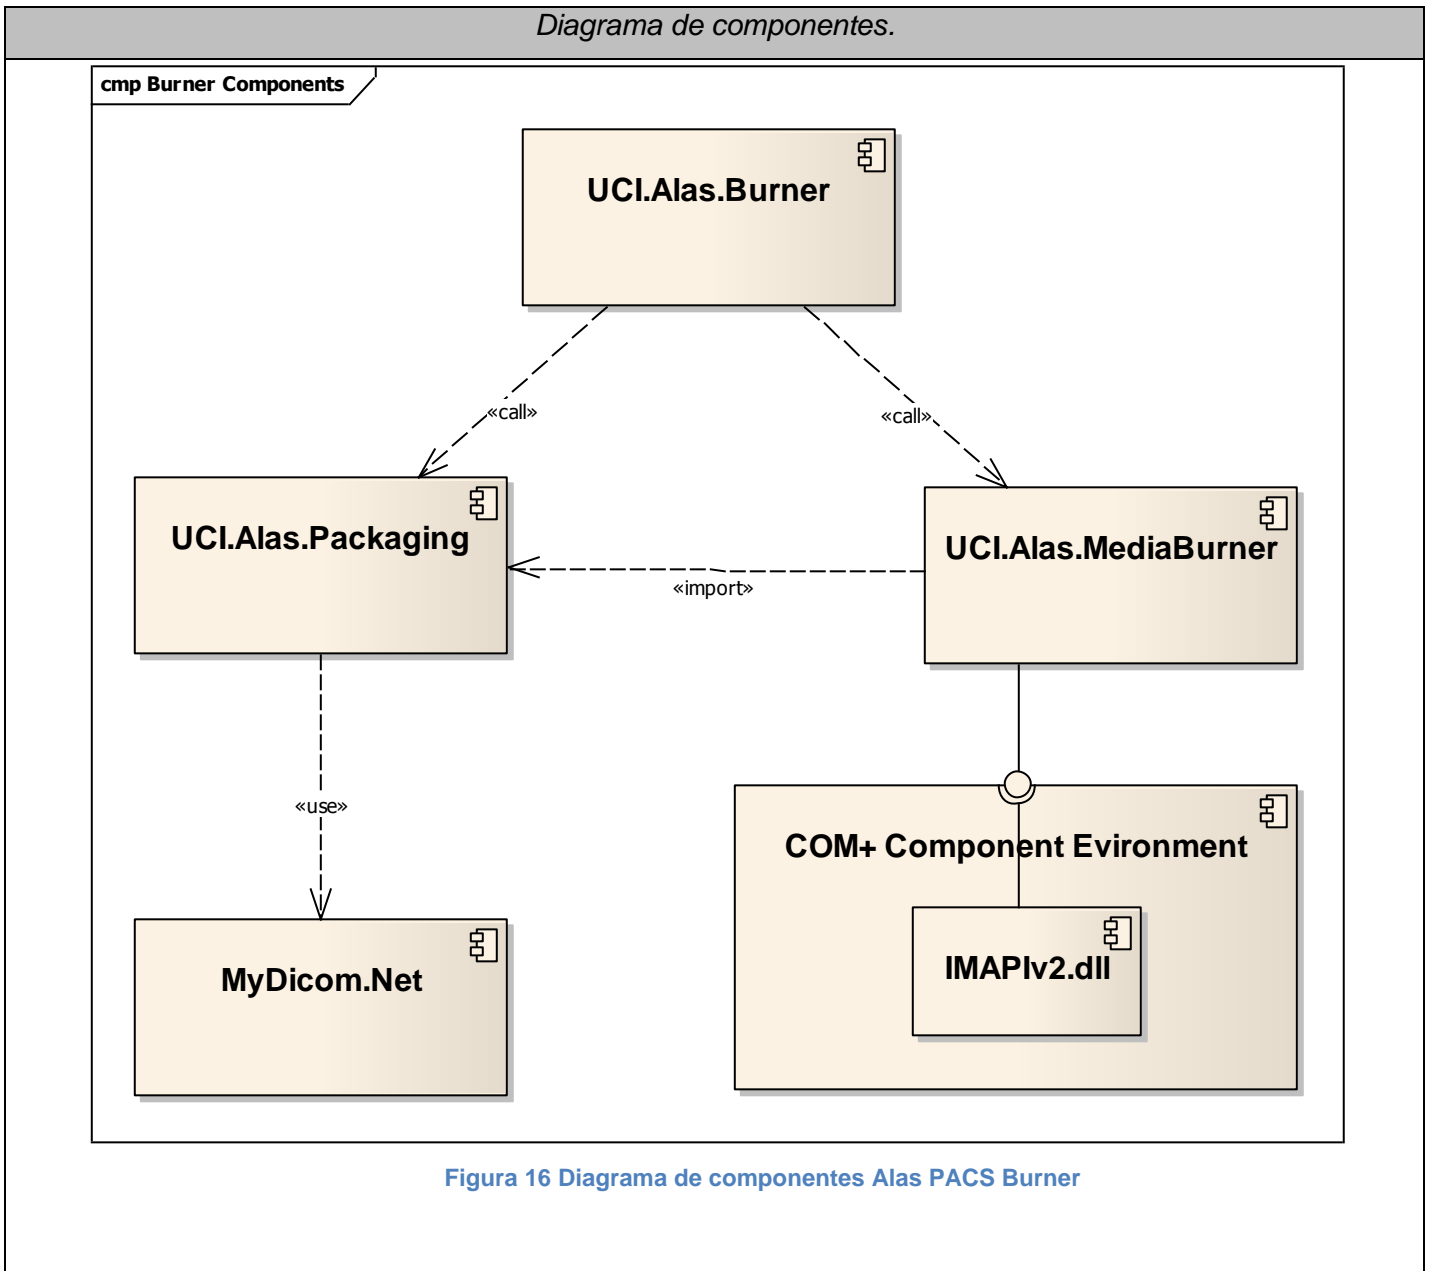 Diagrama de componentes.
cmp Burner Components
UCI.Alas.Burner
«call»
«call»
UCI.Alas.Packaging
UCI.Alas.MediaBurner
«import»
«use»
COM+ Component Evironment
MyDicom.Net
IMAPIv2.dll
Figura 16 Diagrama de componentes Alas PACS Burner